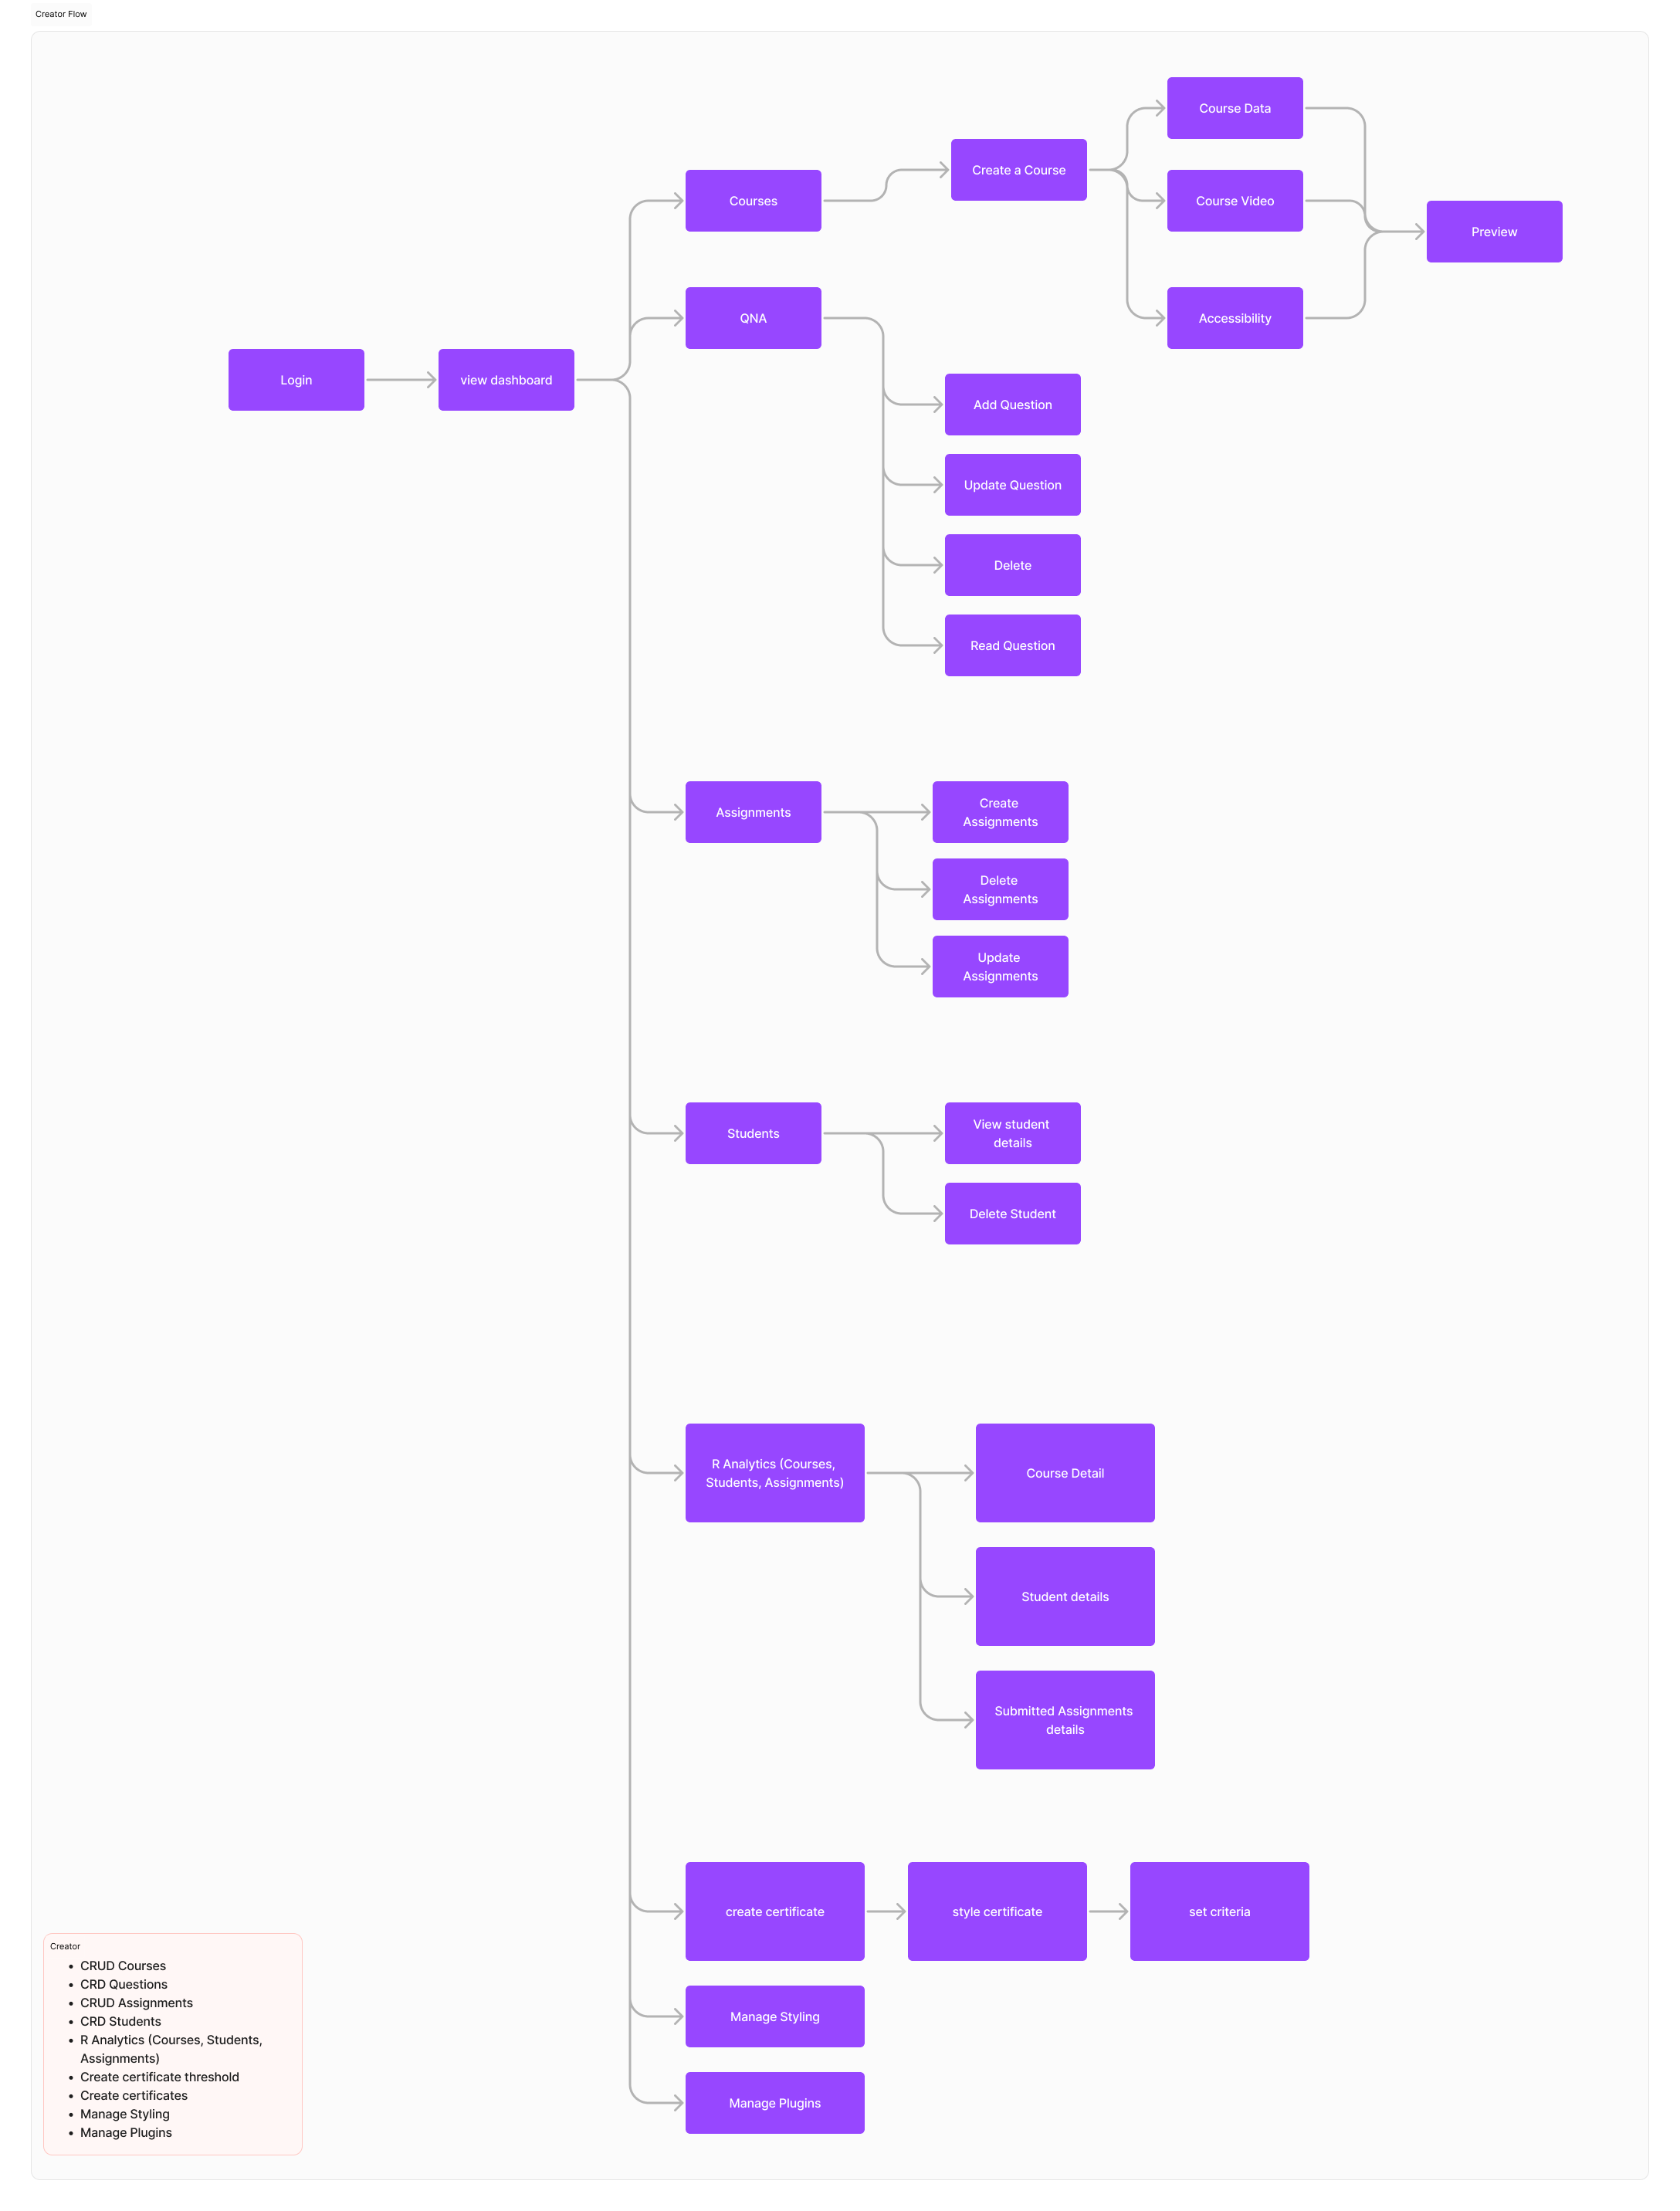 Creator Flow
Course Data
Create a Course
Courses
Course Video
Preview
QNA
Accessibility
Login
view dashboard
Add Question
Update Question
Delete
Read Question
Assignments
Create
Assignments
Delete
Assignments
Update
Assignments
Students
View student
details
Delete Student
R Analytics (Courses,
Students, Assignments)
Course Detail
Student details
Submitted Assignments
details
create certificate
style certificate
set criteria
Manage Styling
Manage Plugins
Creator
• CRUD Courses
• CRD Questions
• CRUD Assignments
• CRD Students
• R Analytics (Courses, Students,
Assignments)
• Create certificate threshold
• Create certificates
• Manage Styling
• Manage Plugins